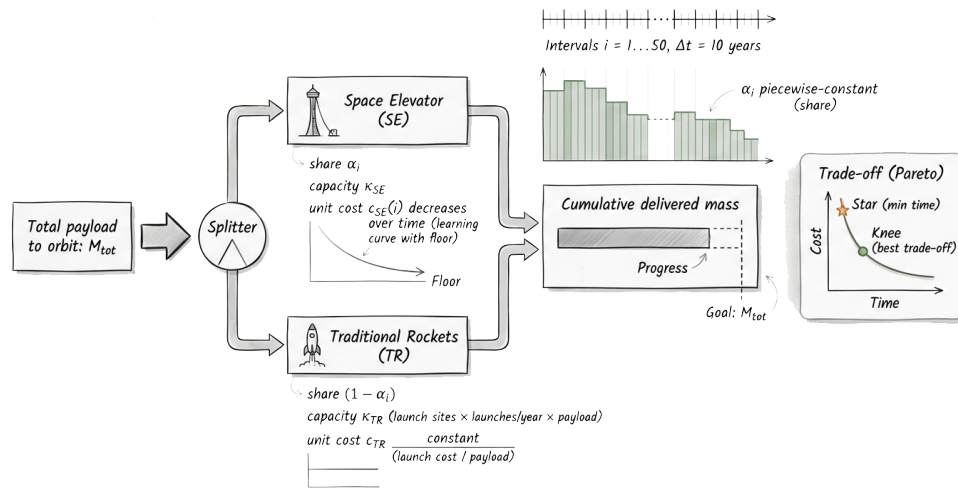 Intervals i = 1...50, Δt = 10 years
αᵢ piecewise-constant
(share)
Total payload
to orbit: M_tot
Splitter
Space Elevator
(SE)
share αᵢ
capacity κ_SE
unit cost c_SE(i) decreases
over time (learning
curve with floor)
Floor
Traditional Rockets
(TR)
share (1 − αᵢ)
capacity κ_TR (launch sites × launches/year × payload)
unit cost c_TR constant
(launch cost / payload)
Cumulative delivered mass
Progress
Goal: M_tot
Trade-off (Pareto)
Star (min time)
Knee
(best trade-off)
Cost
Time